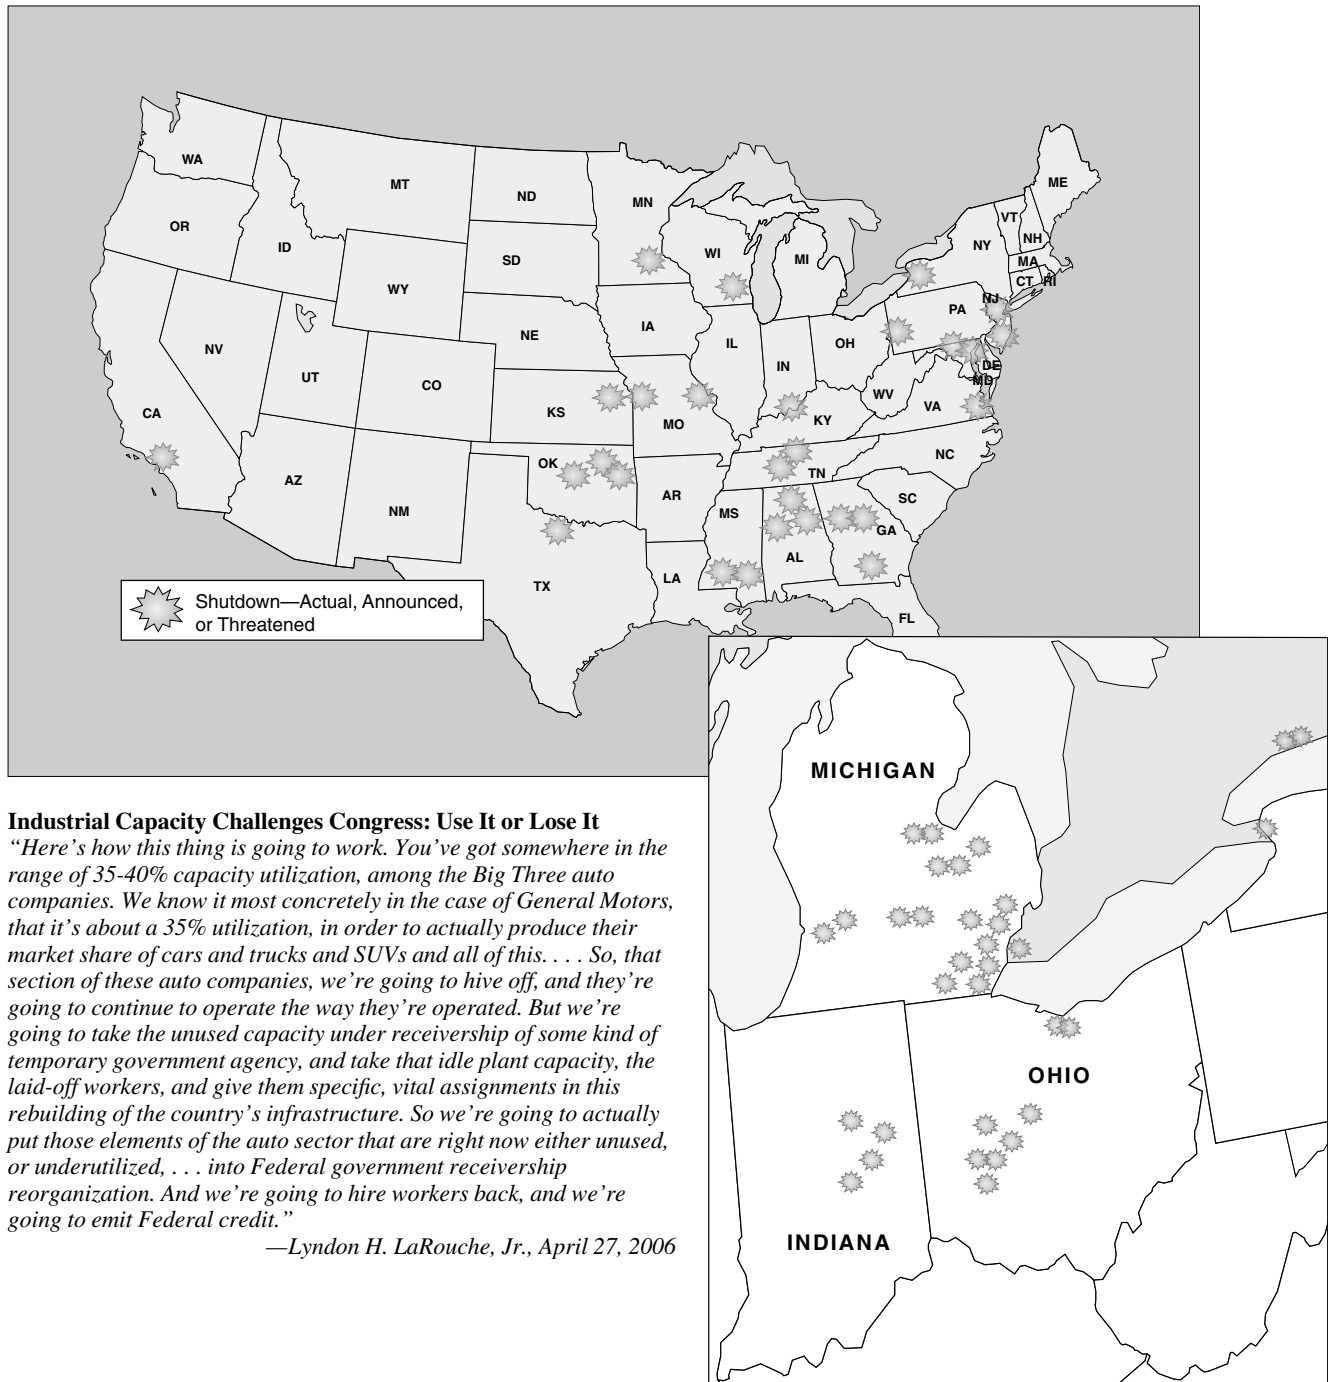 WA
OR
ID
MT
ND
MN
SD
WY
NE
IA
WI
MI
NV
UT
CO
KS
MO
IL
IN
OH
KY
WV
VA
PA
NY
VT
NH
ME
MA
CT
RI
NJ
DE
MD
CA
AZ
NM
OK
AR
TN
NC
SC
MS
AL
GA
LA
TX
FL
Shutdown—Actual, Announced,
or Threatened
MICHIGAN
OHIO
INDIANA
Industrial Capacity Challenges Congress: Use It or Lose It
“Here’s how this thing is going to work. You’ve got somewhere in the
range of 35-40% capacity utilization, among the Big Three auto
companies. We know it most concretely in the case of General Motors,
that it’s about a 35% utilization, in order to actually produce their
market share of cars and trucks and SUVs and all of this. . . . So, that
section of these auto companies, we’re going to hive off, and they’re
going to continue to operate the way they’re operated. But we’re
going to take the unused capacity under receivership of some kind of
temporary government agency, and take that idle plant capacity, the
laid-off workers, and give them specific, vital assignments in this
rebuilding of the country’s infrastructure. So we’re going to actually
put those elements of the auto sector that are right now either unused,
or underutilized, . . . into Federal government receivership
reorganization. And we’re going to hire workers back, and we’re
going to emit Federal credit.”
—Lyndon H. LaRouche, Jr., April 27, 2006